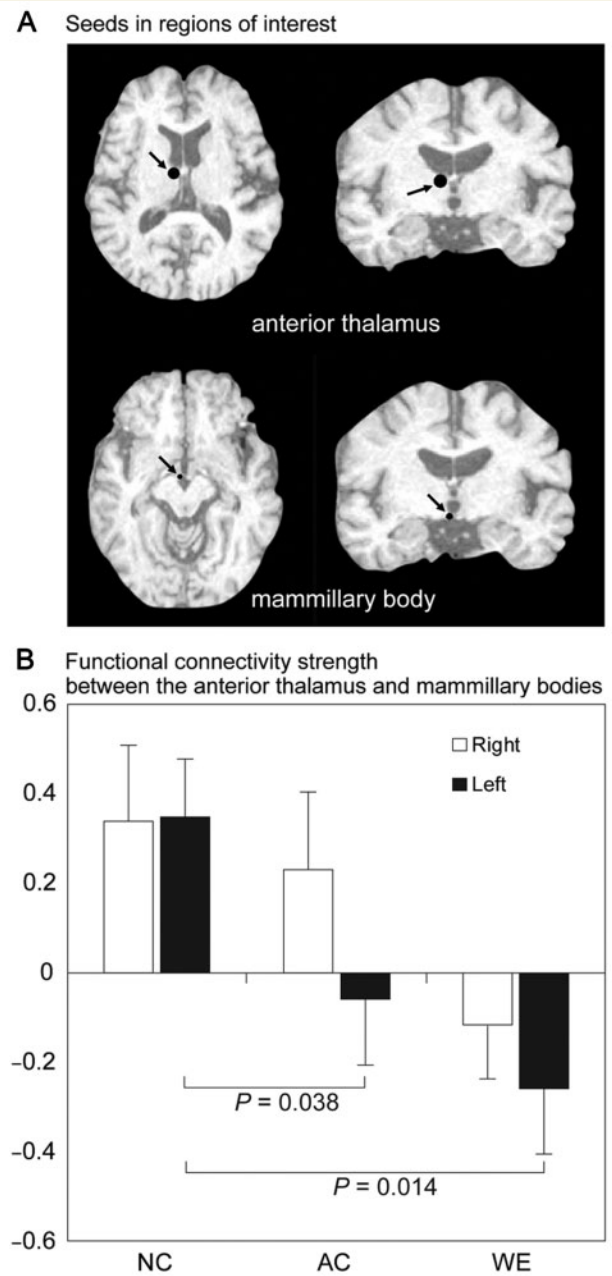 A Seeds in regions of interest
anterior thalamus
mammillary body
B Functional connectivity strength
between the anterior thalamus and mammillary bodies
0.6
Right
Left
0.4
0.2
0
−0.2
P = 0.038
−0.4
P = 0.014
−0.6
NC AC WE